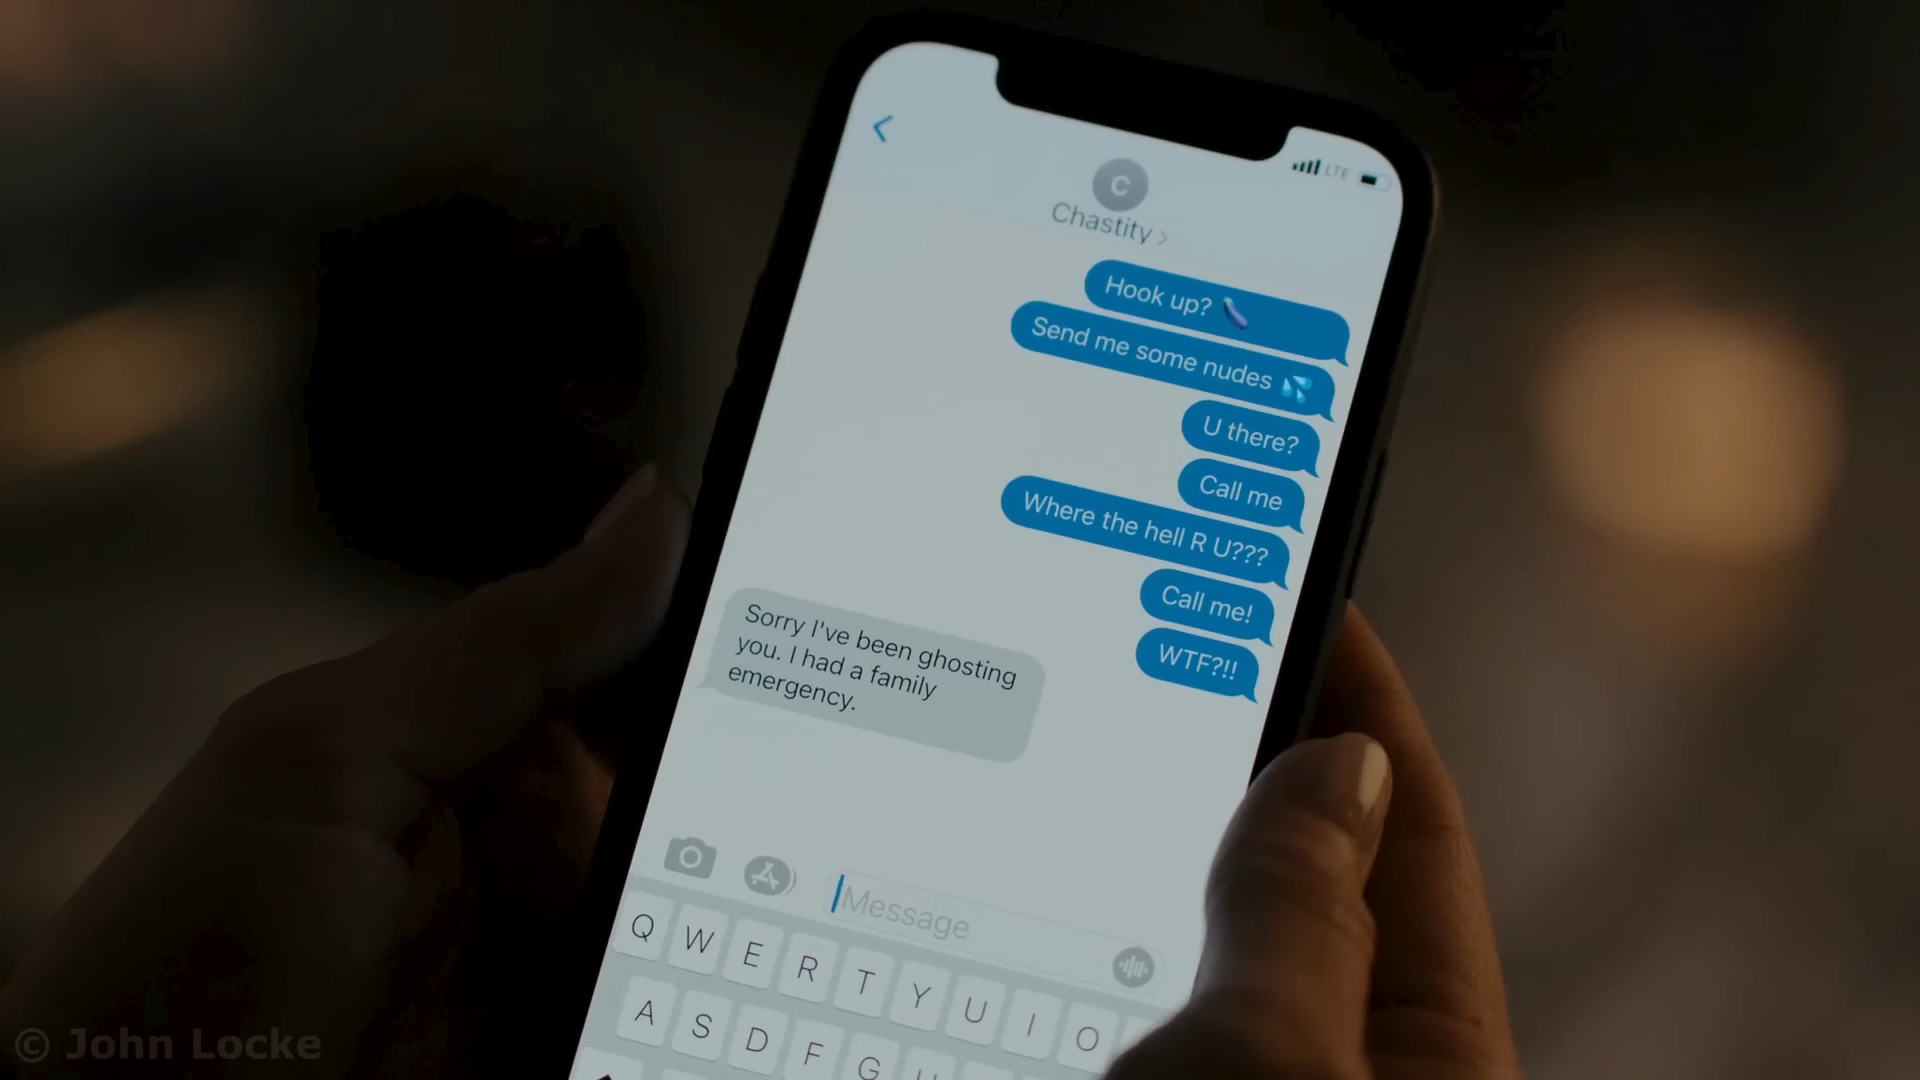 LTE
C
Chastity >
Hook up? 🍆
Send me some nudes 💦
U there?
Call me
Where the hell R U???
Call me!
WTF?!!
Sorry I've been ghosting
you. I had a family
emergency.
Message
Q W E R T Y U I O
A S D F G
© John Locke